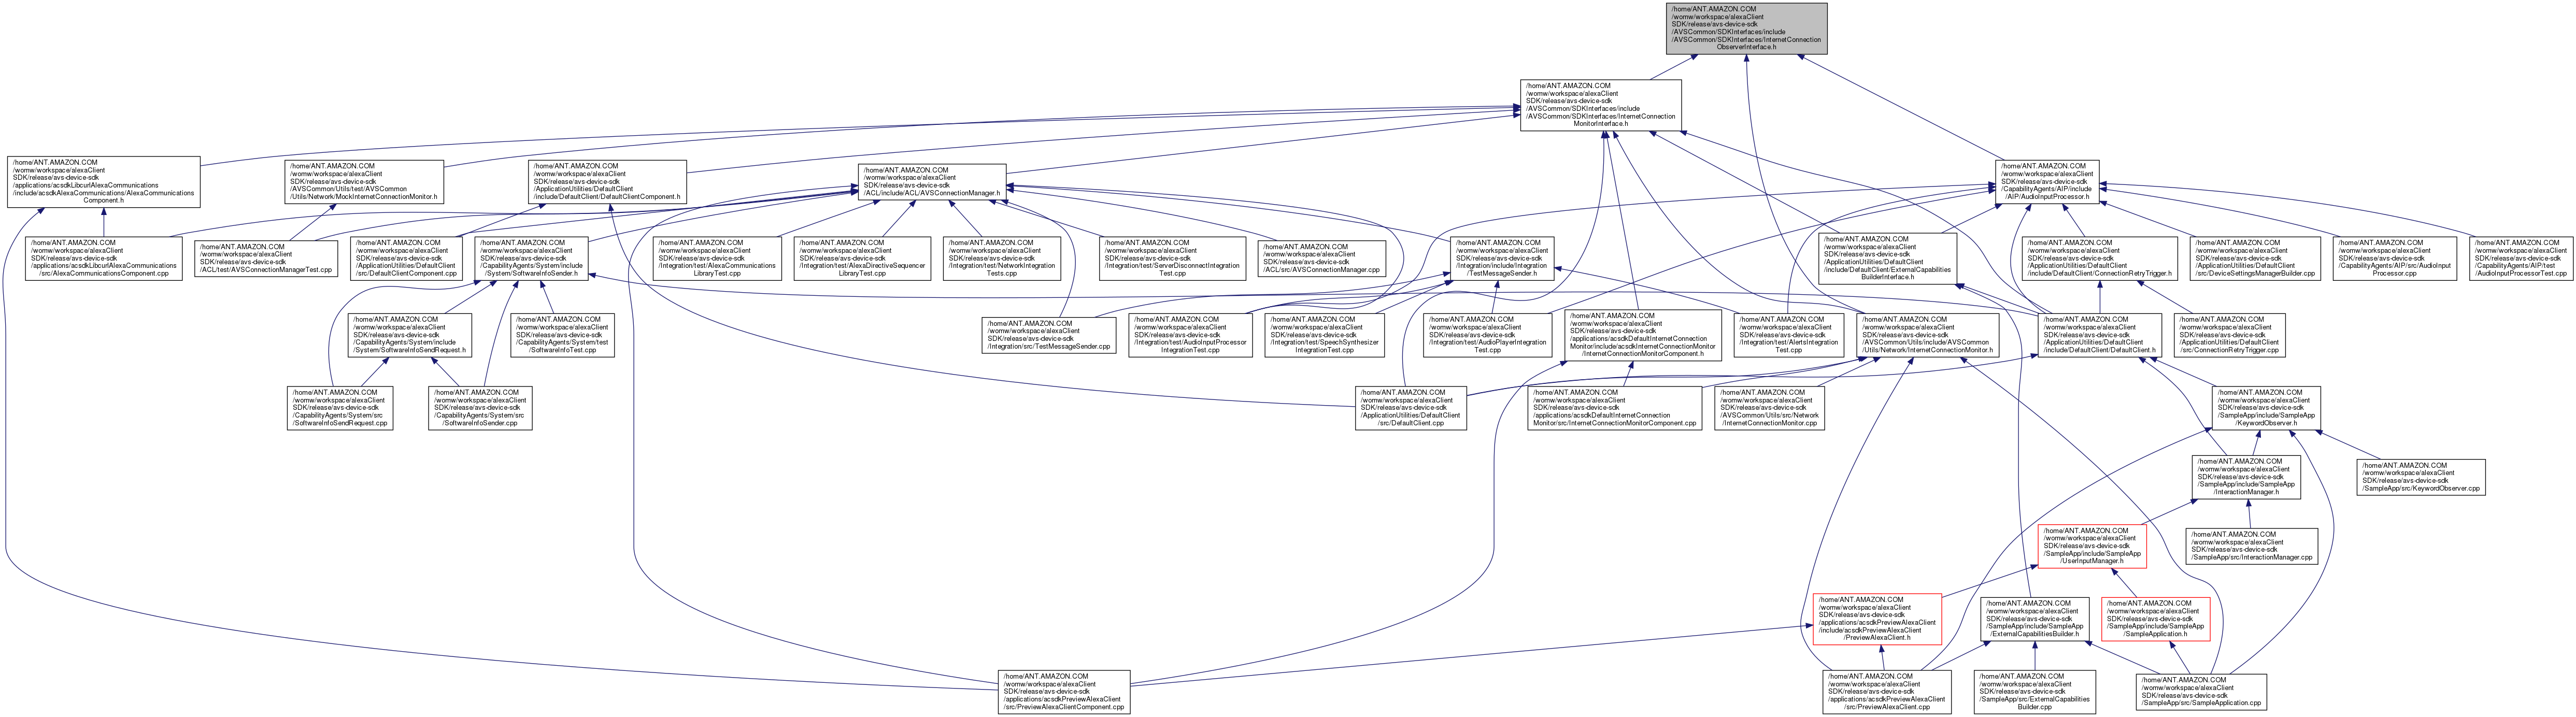 /home/ANT.AMAZON.COM
/womw/workspace/alexaClient
SDK/release/avs-device-sdk
/AVSCommon/SDKInterfaces/include
/AVSCommon/SDKInterfaces/InternetConnection
ObserverInterface.h
/home/ANT.AMAZON.COM
/womw/workspace/alexaClient
SDK/release/avs-device-sdk
/AVSCommon/SDKInterfaces/include
/AVSCommon/SDKInterfaces/InternetConnection
MonitorInterface.h
/home/ANT.AMAZON.COM
/womw/workspace/alexaClient
SDK/release/avs-device-sdk
/applications/acsdkLibcurlAlexaCommunications
/include/acsdkAlexaCommunications/AlexaCommunications
Component.h
/home/ANT.AMAZON.COM
/womw/workspace/alexaClient
SDK/release/avs-device-sdk
/AVSCommon/Utils/test/AVSCommon
/Utils/Network/MockInternetConnectionMonitor.h
/home/ANT.AMAZON.COM
/womw/workspace/alexaClient
SDK/release/avs-device-sdk
/ApplicationUtilities/DefaultClient
/include/DefaultClient/DefaultClientComponent.h
/home/ANT.AMAZON.COM
/womw/workspace/alexaClient
SDK/release/avs-device-sdk
/ACL/include/ACL/AVSConnectionManager.h
/home/ANT.AMAZON.COM
/womw/workspace/alexaClient
SDK/release/avs-device-sdk
/CapabilityAgents/AIP/include
/AIP/AudioInputProcessor.h
/home/ANT.AMAZON.COM
/womw/workspace/alexaClient
SDK/release/avs-device-sdk
/applications/acsdkLibcurlAlexaCommunications
/src/AlexaCommunicationsComponent.cpp
/home/ANT.AMAZON.COM
/womw/workspace/alexaClient
SDK/release/avs-device-sdk
/ACL/test/AVSConnectionManagerTest.cpp
/home/ANT.AMAZON.COM
/womw/workspace/alexaClient
SDK/release/avs-device-sdk
/ApplicationUtilities/DefaultClient
/src/DefaultClientComponent.cpp
/home/ANT.AMAZON.COM
/womw/workspace/alexaClient
SDK/release/avs-device-sdk
/CapabilityAgents/System/include
/System/SoftwareInfoSender.h
/home/ANT.AMAZON.COM
/womw/workspace/alexaClient
SDK/release/avs-device-sdk
/Integration/test/AlexaCommunications
LibraryTest.cpp
/home/ANT.AMAZON.COM
/womw/workspace/alexaClient
SDK/release/avs-device-sdk
/Integration/test/AlexaDirectiveSequencer
LibraryTest.cpp
/home/ANT.AMAZON.COM
/womw/workspace/alexaClient
SDK/release/avs-device-sdk
/Integration/test/NetworkIntegration
Tests.cpp
/home/ANT.AMAZON.COM
/womw/workspace/alexaClient
SDK/release/avs-device-sdk
/Integration/test/ServerDisconnectIntegration
Test.cpp
/home/ANT.AMAZON.COM
/womw/workspace/alexaClient
SDK/release/avs-device-sdk
/ACL/src/AVSConnectionManager.cpp
/home/ANT.AMAZON.COM
/womw/workspace/alexaClient
SDK/release/avs-device-sdk
/Integration/include/Integration
/TestMessageSender.h
/home/ANT.AMAZON.COM
/womw/workspace/alexaClient
SDK/release/avs-device-sdk
/ApplicationUtilities/DefaultClient
/include/DefaultClient/ExternalCapabilities
BuilderInterface.h
/home/ANT.AMAZON.COM
/womw/workspace/alexaClient
SDK/release/avs-device-sdk
/ApplicationUtilities/DefaultClient
/include/DefaultClient/ConnectionRetryTrigger.h
/home/ANT.AMAZON.COM
/womw/workspace/alexaClient
SDK/release/avs-device-sdk
/ApplicationUtilities/DefaultClient
/src/DeviceSettingsManagerBuilder.cpp
/home/ANT.AMAZON.COM
/womw/workspace/alexaClient
SDK/release/avs-device-sdk
/CapabilityAgents/AIP/src/AudioInput
Processor.cpp
/home/ANT.AMAZON.COM
/womw/workspace/alexaClient
SDK/release/avs-device-sdk
/CapabilityAgents/AIP/test
/AudioInputProcessorTest.cpp
/home/ANT.AMAZON.COM
/womw/workspace/alexaClient
SDK/release/avs-device-sdk
/CapabilityAgents/System/include
/System/SoftwareInfoSendRequest.h
/home/ANT.AMAZON.COM
/womw/workspace/alexaClient
SDK/release/avs-device-sdk
/CapabilityAgents/System/test
/SoftwareInfoTest.cpp
/home/ANT.AMAZON.COM
/womw/workspace/alexaClient
SDK/release/avs-device-sdk
/Integration/src/TestMessageSender.cpp
/home/ANT.AMAZON.COM
/womw/workspace/alexaClient
SDK/release/avs-device-sdk
/Integration/test/AudioInputProcessor
IntegrationTest.cpp
/home/ANT.AMAZON.COM
/womw/workspace/alexaClient
SDK/release/avs-device-sdk
/Integration/test/SpeechSynthesizer
IntegrationTest.cpp
/home/ANT.AMAZON.COM
/womw/workspace/alexaClient
SDK/release/avs-device-sdk
/Integration/test/AudioPlayerIntegration
Test.cpp
/home/ANT.AMAZON.COM
/womw/workspace/alexaClient
SDK/release/avs-device-sdk
/applications/acsdkDefaultInternetConnection
Monitor/include/acsdkInternetConnectionMonitor
/InternetConnectionMonitorComponent.h
/home/ANT.AMAZON.COM
/womw/workspace/alexaClient
SDK/release/avs-device-sdk
/Integration/test/AlertsIntegration
Test.cpp
/home/ANT.AMAZON.COM
/womw/workspace/alexaClient
SDK/release/avs-device-sdk
/AVSCommon/Utils/include/AVSCommon
/Utils/Network/InternetConnectionMonitor.h
/home/ANT.AMAZON.COM
/womw/workspace/alexaClient
SDK/release/avs-device-sdk
/ApplicationUtilities/DefaultClient
/include/DefaultClient/DefaultClient.h
/home/ANT.AMAZON.COM
/womw/workspace/alexaClient
SDK/release/avs-device-sdk
/ApplicationUtilities/DefaultClient
/src/ConnectionRetryTrigger.cpp
/home/ANT.AMAZON.COM
/womw/workspace/alexaClient
SDK/release/avs-device-sdk
/CapabilityAgents/System/src
/SoftwareInfoSendRequest.cpp
/home/ANT.AMAZON.COM
/womw/workspace/alexaClient
SDK/release/avs-device-sdk
/CapabilityAgents/System/src
/SoftwareInfoSender.cpp
/home/ANT.AMAZON.COM
/womw/workspace/alexaClient
SDK/release/avs-device-sdk
/ApplicationUtilities/DefaultClient
/src/DefaultClient.cpp
/home/ANT.AMAZON.COM
/womw/workspace/alexaClient
SDK/release/avs-device-sdk
/applications/acsdkDefaultInternetConnection
Monitor/src/InternetConnectionMonitorComponent.cpp
/home/ANT.AMAZON.COM
/womw/workspace/alexaClient
SDK/release/avs-device-sdk
/AVSCommon/Utils/src/Network
/InternetConnectionMonitor.cpp
/home/ANT.AMAZON.COM
/womw/workspace/alexaClient
SDK/release/avs-device-sdk
/SampleApp/include/SampleApp
/KeywordObserver.h
/home/ANT.AMAZON.COM
/womw/workspace/alexaClient
SDK/release/avs-device-sdk
/SampleApp/include/SampleApp
/InteractionManager.h
/home/ANT.AMAZON.COM
/womw/workspace/alexaClient
SDK/release/avs-device-sdk
/SampleApp/src/KeywordObserver.cpp
/home/ANT.AMAZON.COM
/womw/workspace/alexaClient
SDK/release/avs-device-sdk
/SampleApp/include/SampleApp
/UserInputManager.h
/home/ANT.AMAZON.COM
/womw/workspace/alexaClient
SDK/release/avs-device-sdk
/SampleApp/src/InteractionManager.cpp
/home/ANT.AMAZON.COM
/womw/workspace/alexaClient
SDK/release/avs-device-sdk
/applications/acsdkPreviewAlexaClient
/include/acsdkPreviewAlexaClient
/PreviewAlexaClient.h
/home/ANT.AMAZON.COM
/womw/workspace/alexaClient
SDK/release/avs-device-sdk
/SampleApp/include/SampleApp
/ExternalCapabilitiesBuilder.h
/home/ANT.AMAZON.COM
/womw/workspace/alexaClient
SDK/release/avs-device-sdk
/SampleApp/include/SampleApp
/SampleApplication.h
/home/ANT.AMAZON.COM
/womw/workspace/alexaClient
SDK/release/avs-device-sdk
/applications/acsdkPreviewAlexaClient
/src/PreviewAlexaClientComponent.cpp
/home/ANT.AMAZON.COM
/womw/workspace/alexaClient
SDK/release/avs-device-sdk
/applications/acsdkPreviewAlexaClient
/src/PreviewAlexaClient.cpp
/home/ANT.AMAZON.COM
/womw/workspace/alexaClient
SDK/release/avs-device-sdk
/SampleApp/src/ExternalCapabilities
Builder.cpp
/home/ANT.AMAZON.COM
/womw/workspace/alexaClient
SDK/release/avs-device-sdk
/SampleApp/src/SampleApplication.cpp